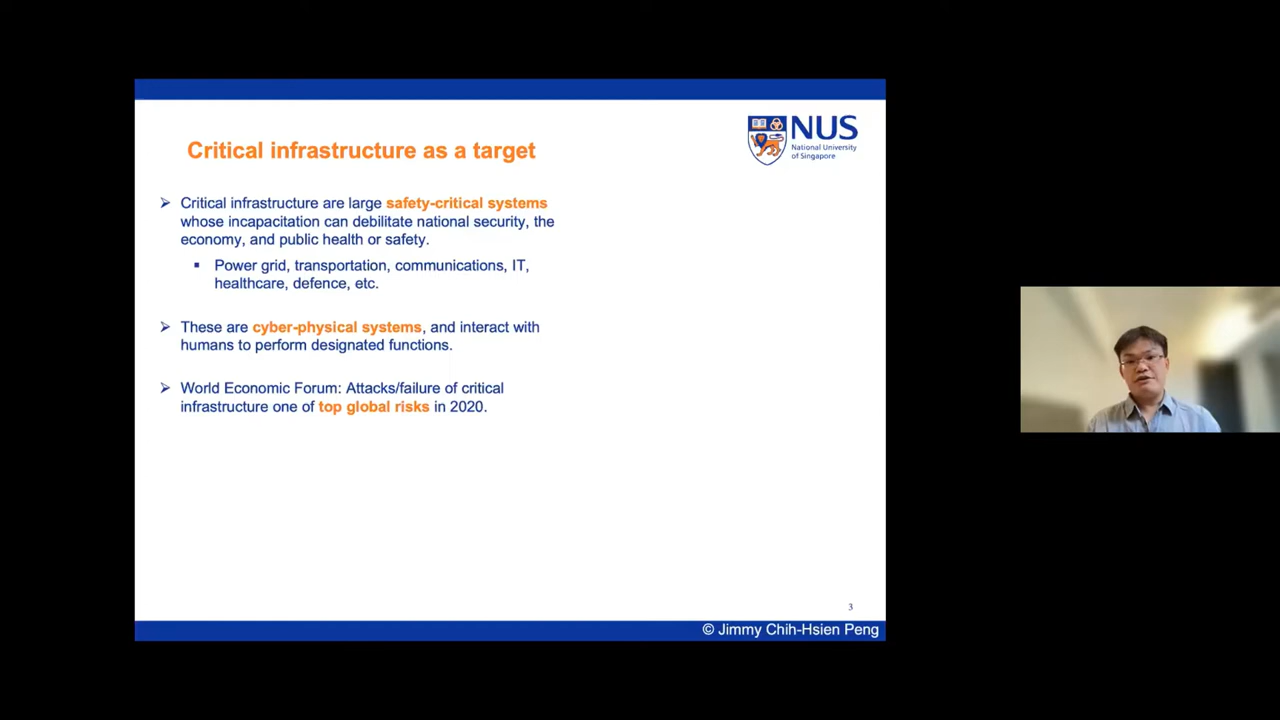 NUS
National University
of Singapore
Critical infrastructure as a target
➢ Critical infrastructure are large safety-critical systems
whose incapacitation can debilitate national security, the
economy, and public health or safety.
▪ Power grid, transportation, communications, IT,
healthcare, defence, etc.
➢ These are cyber-physical systems, and interact with
humans to perform designated functions.
➢ World Economic Forum: Attacks/failure of critical
infrastructure one of top global risks in 2020.
3
© Jimmy Chih-Hsien Peng